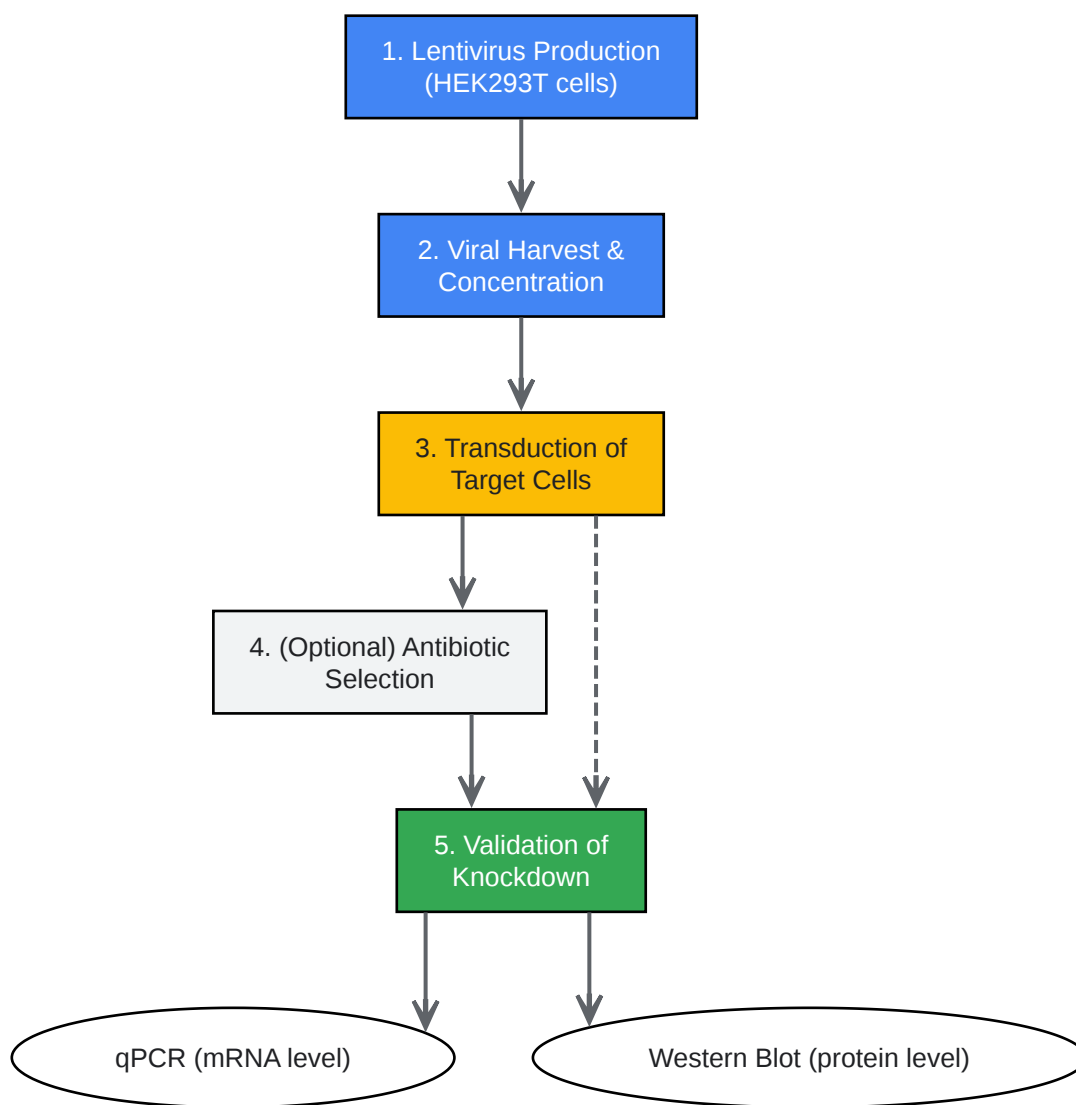 1. Lentivirus Production
(HEK293T cells)
2. Viral Harvest &
Concentration
3. Transduction of
Target Cells
4. (Optional) Antibiotic
Selection
5. Validation of
Knockdown
qPCR (mRNA level)
Western Blot (protein level)